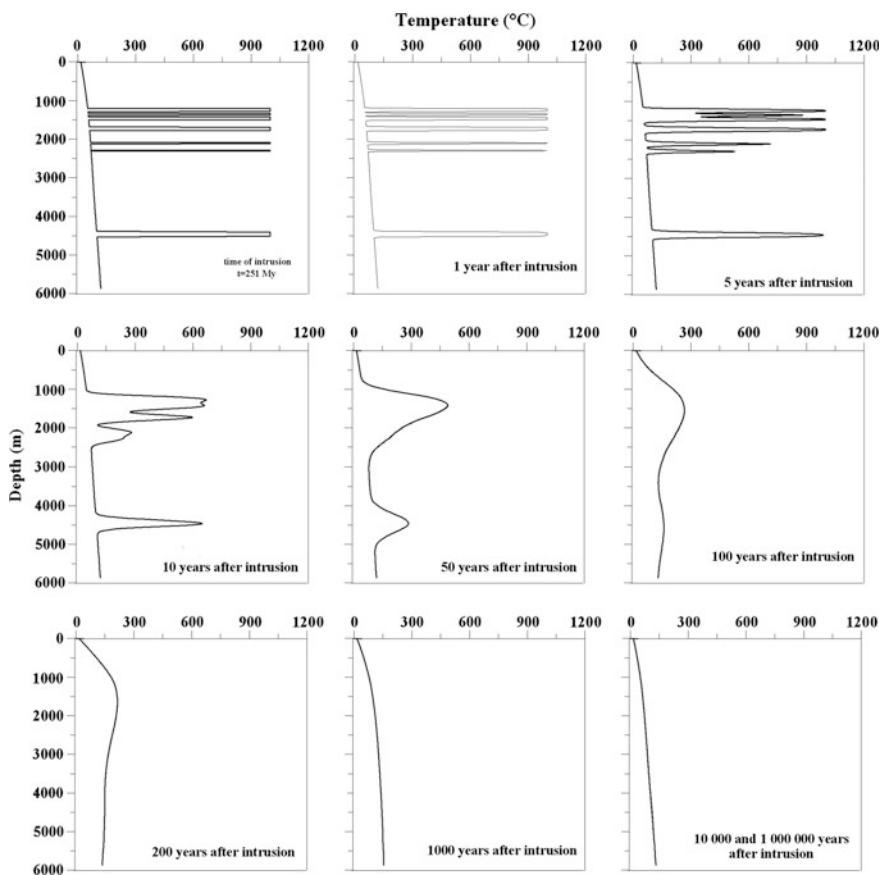 Temperature (°C)
0 300 600 900 1200
0 300 600 900 1200
0 300 600 900 1200
0
1000
2000
3000
4000
5000
6000
time of intrusion
t=251 My
1 year after intrusion
5 years after intrusion
0 300 600 900 1200
0 300 600 900 1200
0 300 600 900 1200
Depth (m)
0
1000
2000
3000
4000
5000
6000
10 years after intrusion
50 years after intrusion
100 years after intrusion
0 300 600 900 1200
0 300 600 900 1200
0 300 600 900 1200
0
1000
2000
3000
4000
5000
6000
200 years after intrusion
1000 years after intrusion
10 000 and 1 000 000 years
after intrusion